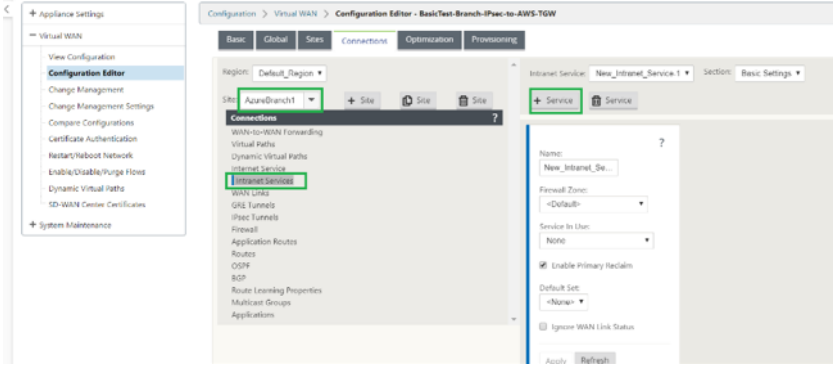 Appliance Settings
Virtual WAN
View Configuration
Configuration Editor
Change Management
Change Management Settings
Compare Configurations
Certificate Authentication
Restart/Reboot Network
Enable/Disable/Purge Flows
Dynamic Virtual Paths
SD-WAN Center Certificates
System Maintenance
Configuration > Virtual WAN > Configuration Editor - BasicTest-Branch-IPsec-to-AWS-TGW
Basic Global Sites Connections Optimization Provisioning
Region: Default_Region
Site: AzureBranch1 + Site Site Site
Connections ?
WAN-to-WAN Forwarding
Virtual Paths
Dynamic Virtual Paths
Internet Service
Intranet Services
WAN Links
GRE Tunnels
IPsec Tunnels
Firewall
Application Routes
Routes
OSPF
BGP
Route Learning Properties
Multicast Groups
Applications
Intranet Service: New_Intranet_Service-1 Section: Basic Settings
+ Service Service
?
Name:
New_Intranet_Se...
Firewall Zone:
<Default>
Service In Use:
None
Enable Primary Reclaim
Default Set:
<None>
Ignore WAN Link Status
Apply Refresh